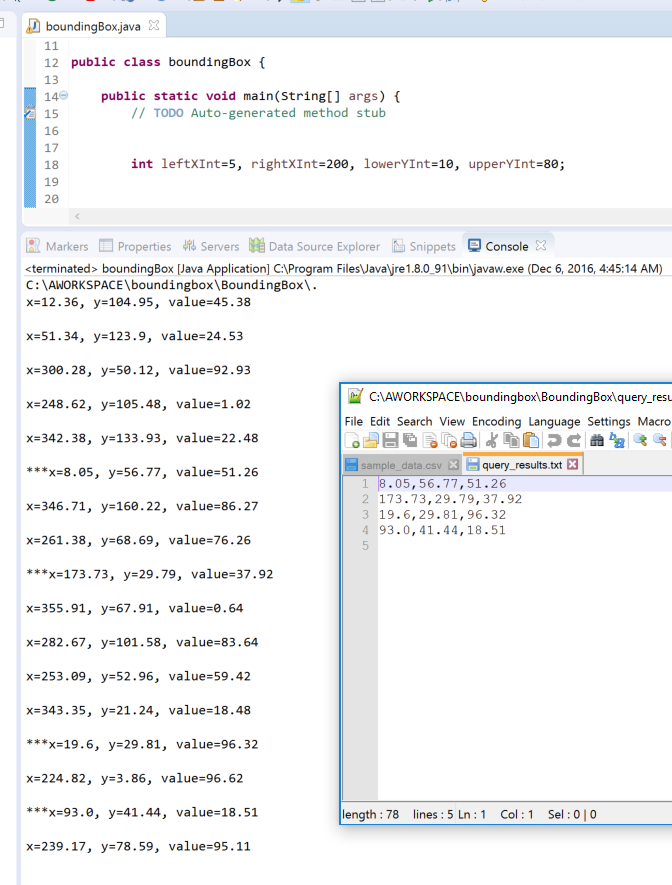 boundingBox.java
11
12 public class boundingBox {
13
14 public static void main(String[] args) {
15 // TODO Auto-generated method stub
16
17
18 int leftXInt=5, rightXInt=200, lowerYInt=10, upperYInt=80;
19
20
Markers Properties Servers Data Source Explorer Snippets Console
<terminated> boundingBox [Java Application] C:\Program Files\Java\jre1.8.0_91\bin\javaw.exe (Dec 6, 2016, 4:45:14 AM)
C:\AWORKSPACE\boundingbox\BoundingBox\.
x=12.36, y=104.95, value=45.38
x=51.34, y=123.9, value=24.53
x=300.28, y=50.12, value=92.93
x=248.62, y=105.48, value=1.02
x=342.38, y=133.93, value=22.48
***x=8.05, y=56.77, value=51.26
x=346.71, y=160.22, value=86.27
x=261.38, y=68.69, value=76.26
***x=173.73, y=29.79, value=37.92
x=355.91, y=67.91, value=0.64
x=282.67, y=101.58, value=83.64
x=253.09, y=52.96, value=59.42
x=343.35, y=21.24, value=18.48
***x=19.6, y=29.81, value=96.32
x=224.82, y=3.86, value=96.62
***x=93.0, y=41.44, value=18.51
x=239.17, y=78.59, value=95.11
C:\AWORKSPACE\boundingbox\BoundingBox\query_resu
File Edit Search View Encoding Language Settings Macro
sample_data.csv query_results.txt
1 8.05,56.77,51.26
2 173.73,29.79,37.92
3 19.6,29.81,96.32
4 93.0,41.44,18.51
5
length : 78 lines : 5 Ln : 1 Col : 1 Sel : 0 | 0